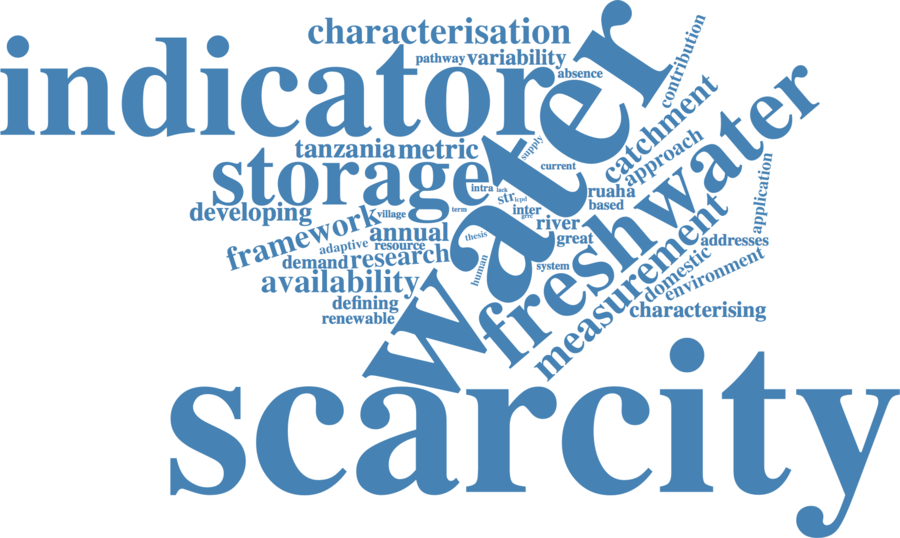 characterisation
indicator
pathway
variability
absence
water
contribution
catchment
freshwater
tanzania
metric
storage
supply
current
approach
intra
lack
str
lcpd
ruaha
based
application
developing
village
term
inter
river
great
framework
adaptive
annual
resource
thesis
demand
research
human
system
measurement
addresses
domestic
environment
availability
defining
renewable
characterising
scarcity